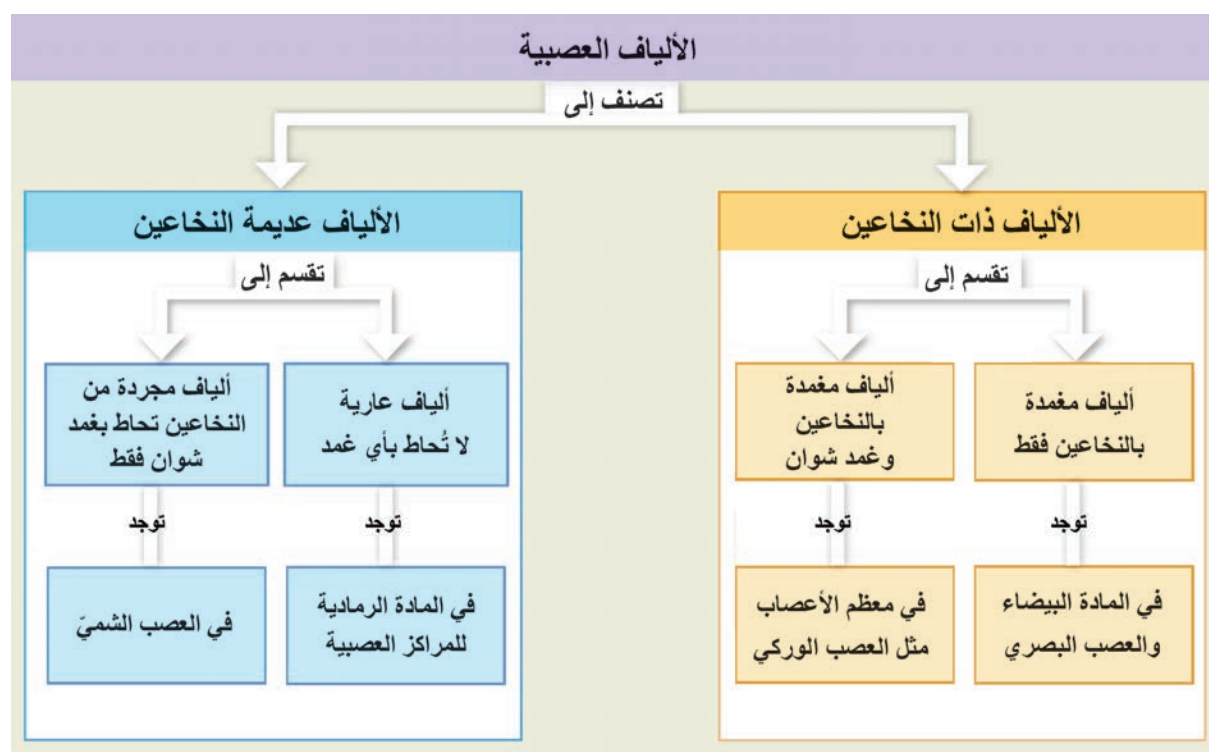 الألياف العصبية
تصنف إلى
الألياف ذات النخاعين
تقسم إلى
ألياف مغمدة
بالنخاعين فقط
توجد
في المادة البيضاء
والعصب البصري
ألياف مغمدة
بالنخاعين
وغمد شوان
توجد
في معظم الأعصاب
مثل العصب الوركي
الألياف عديمة النخاعين
تقسم إلى
ألياف عارية
لا تُحاط بأي غمد
توجد
في المادة الرمادية
للمراكز العصبية
ألياف مجردة من
النخاعين تحاط بغمد
شوان فقط
توجد
في العصب الشميّ